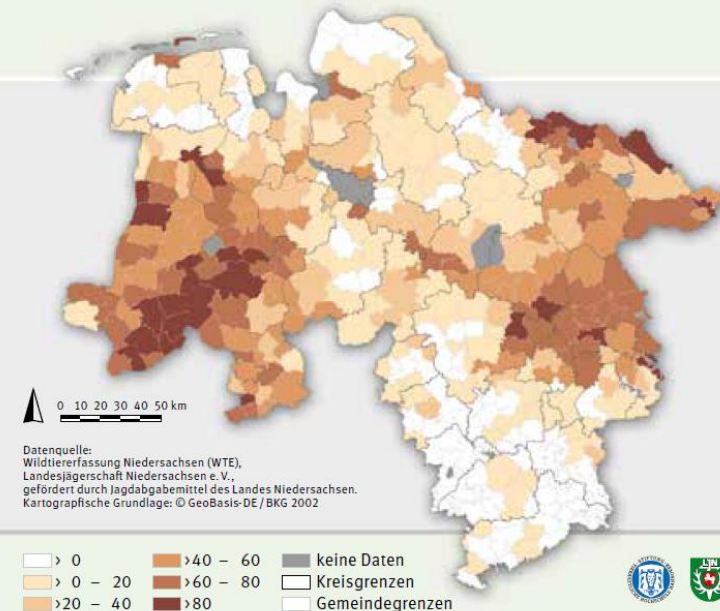 0 10 20 30 40 50 km
Datenquelle:
Wildtiererfassung Niedersachsen (WTE),
Landesjägerschaft Niedersachsen e. V.,
gefördert durch Jagdabgabemittel des Landes Niedersachsen.
Kartografische Grundlage: © GeoBasis-DE / BKG 2002
> 0
>40 – 60
keine Daten
> 0 – 20
>60 – 80
Kreisgrenzen
>20 – 40
>80
Gemeindegrenzen
LJN